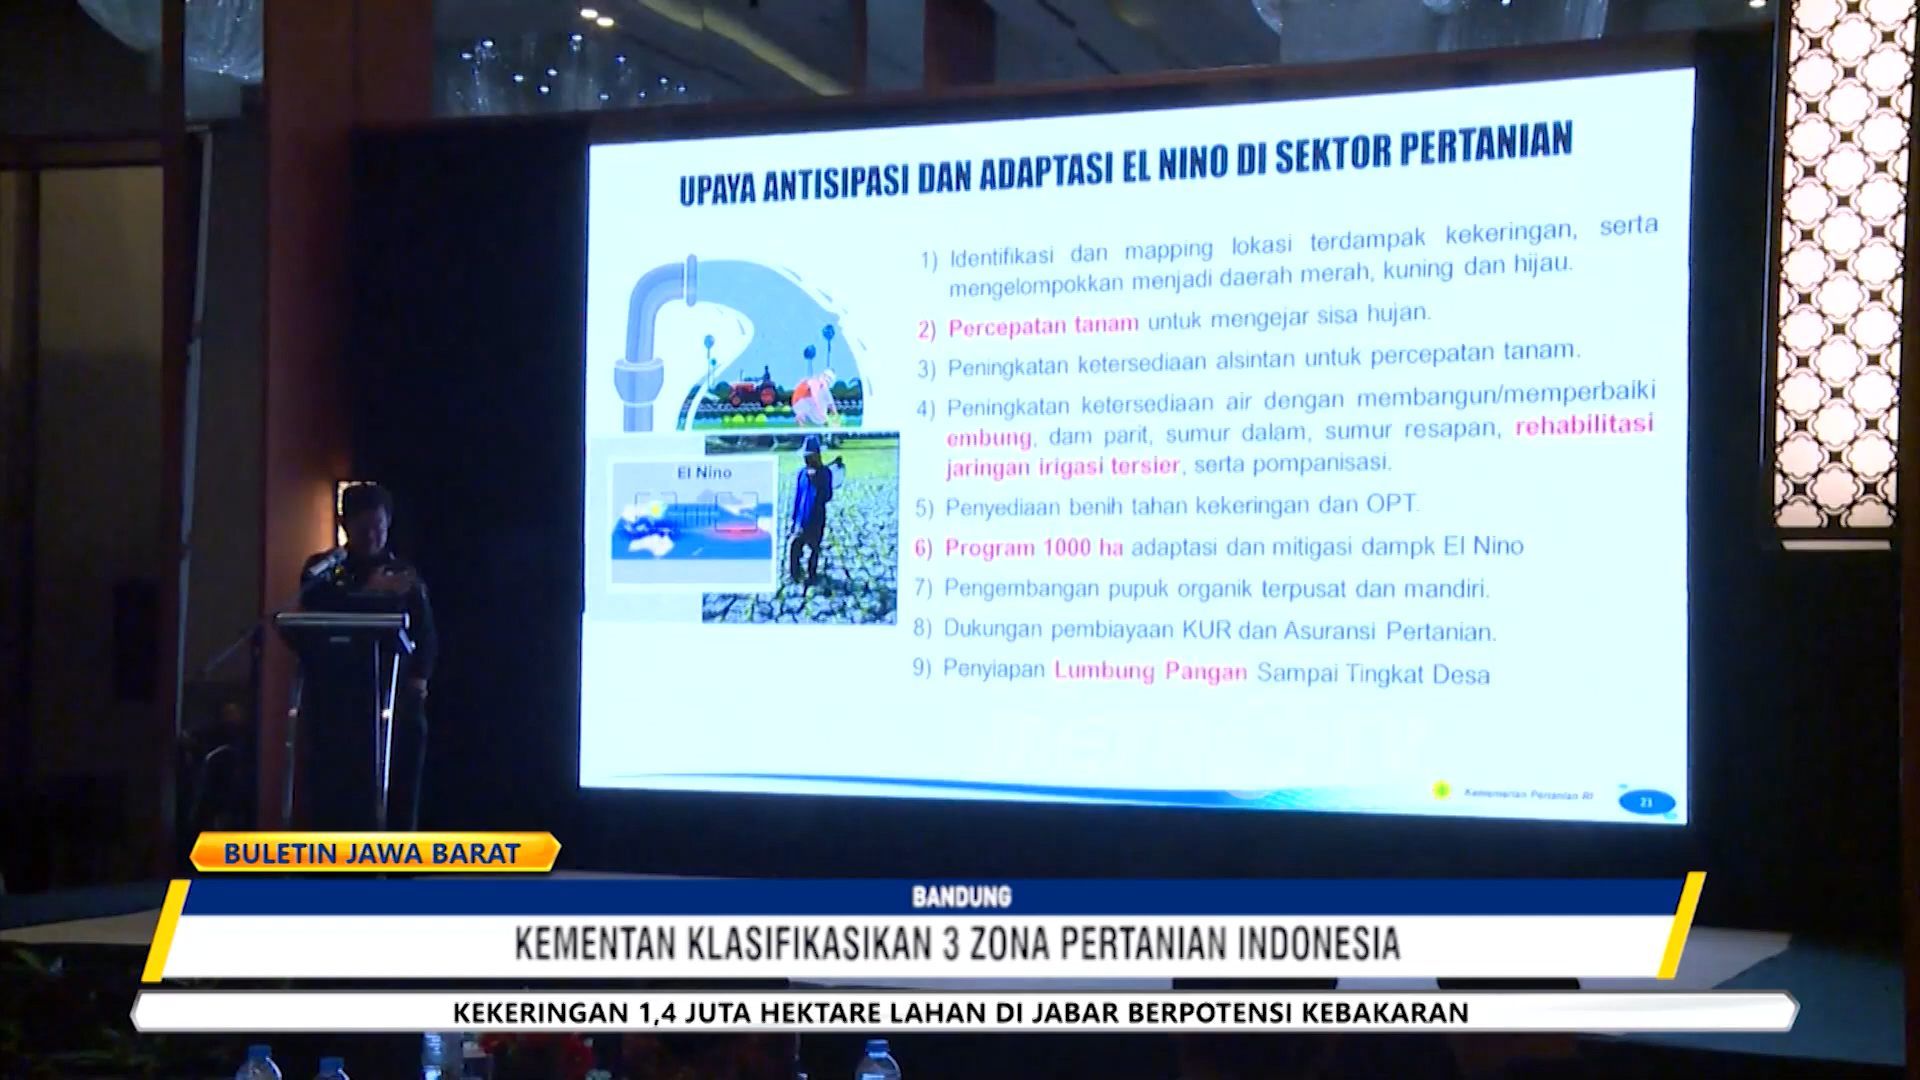 UPAYA ANTISIPASI DAN ADAPTASI EL NINO DI SEKTOR PERTANIAN
1) Identifikasi dan mapping lokasi terdampak kekeringan, serta
mengelompokkan menjadi daerah merah, kuning dan hijau.
2) Percepatan tanam untuk mengejar sisa hujan.
3) Peningkatan ketersediaan alsintan untuk percepatan tanam.
4) Peningkatan ketersediaan air dengan membangun/memperbaiki
embung, dam parit, sumur dalam, sumur resapan, rehabilitasi
jaringan irigasi tersier, serta pompanisasi.
5) Penyediaan benih tahan kekeringan dan OPT.
6) Program 1000 ha adaptasi dan mitigasi dampk El Nino
7) Pengembangan pupuk organik terpusat dan mandiri.
8) Dukungan pembiayaan KUR dan Asuransi Pertanian.
9) Penyiapan Lumbung Pangan Sampai Tingkat Desa
El Nino
Kementerian Pertanian RI
23
BULETIN JAWA BARAT
BANDUNG
KEMENTAN KLASIFIKASIKAN 3 ZONA PERTANIAN INDONESIA
KEKERINGAN 1,4 JUTA HEKTARE LAHAN DI JABAR BERPOTENSI KEBAKARAN